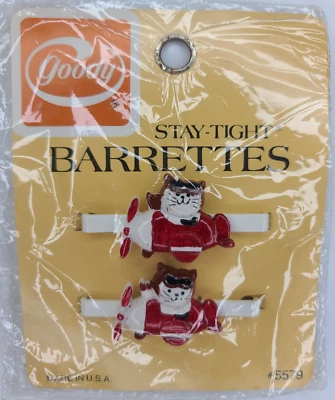 Goody
STAY-TIGHT
BARRETTES
MADE IN U.S.A.
#5579